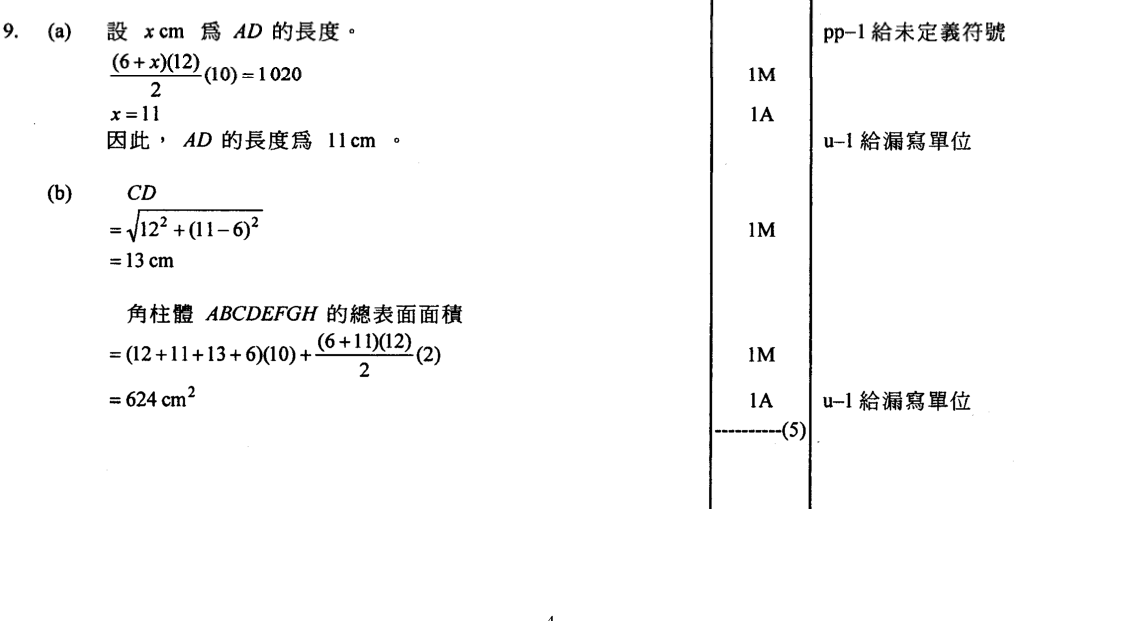 9. (a) 設 x cm 爲 AD 的長度。 pp–1 給未定義符號
(6+x)(12)/2 (10) = 1 020 1M
x = 11 1A
因此， AD 的長度爲 11 cm 。 u–1 給漏寫單位
(b) CD
= √(12² + (11−6)²) 1M
= 13 cm
角柱體 ABCDEFGH 的總表面面積
= (12+11+13+6)(10) + (6+11)(12)/2 (2) 1M
= 624 cm² 1A u–1 給漏寫單位
----------(5)